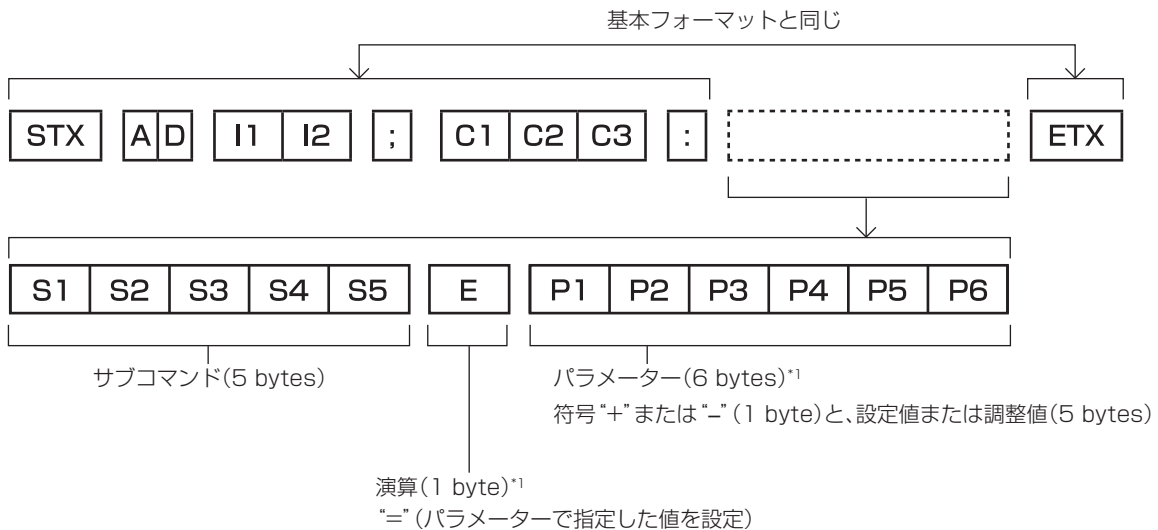 基本フォーマットと同じ
STX A D I1 I2 ; C1 C2 C3 : ETX
S1 S2 S3 S4 S5 E P1 P2 P3 P4 P5 P6
サブコマンド(5 bytes)
パラメーター(6 bytes)*1
符号“+”または“–”(1 byte)と、設定値または調整値(5 bytes)
演算(1 byte)*1
“=”(パラメーターで指定した値を設定)